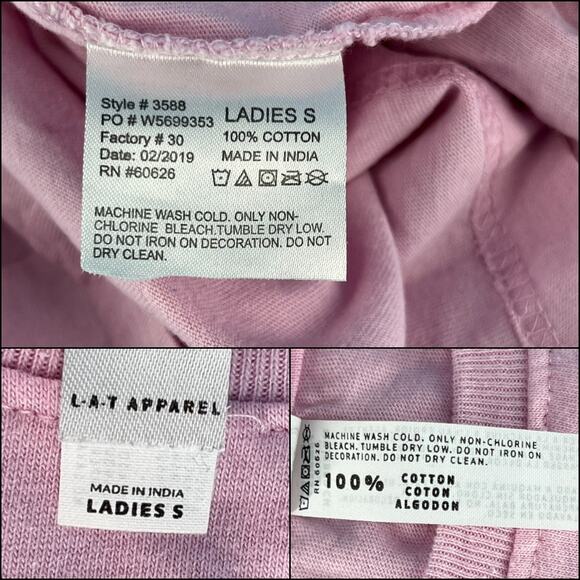 Style # 3588
PO # W5699353
Factory # 30
Date: 02/2019
RN #60626
LADIES S
100% COTTON
MADE IN INDIA
MACHINE WASH COLD. ONLY NON-
CHLORINE BLEACH.TUMBLE DRY LOW.
DO NOT IRON ON DECORATION. DO NOT
DRY CLEAN.
L·A·T APPAREL
MADE IN INDIA
LADIES S
RN 60626
MACHINE WASH COLD. ONLY NON-CHLORINE
BLEACH. TUMBLE DRY LOW. DO NOT IRON ON
DECORATION. DO NOT DRY CLEAN.
100% COTTON
COTON
ALGODON